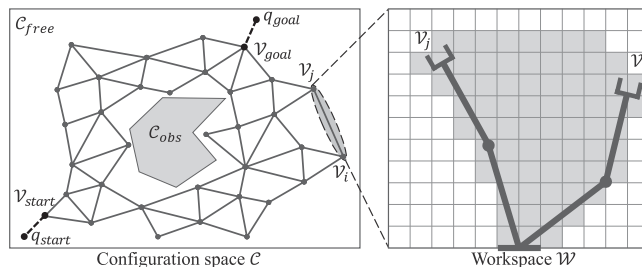 𝒞_free
q_goal
𝒱_goal
𝒱_j
𝒞_obs
𝒱_i
𝒱_start
q_start
Configuration space 𝒞
𝒱_j
𝒱
Workspace 𝒲